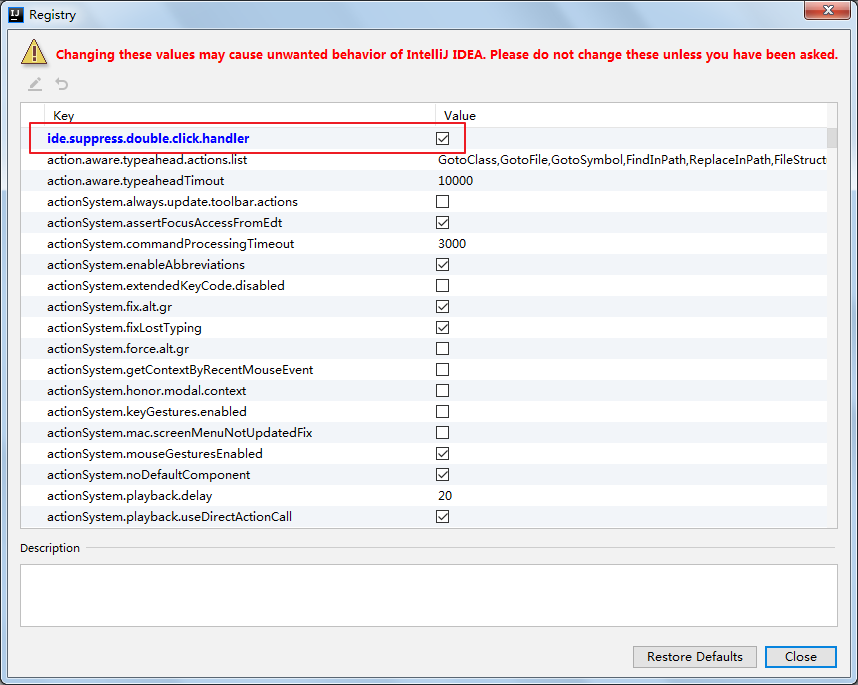 IJ Registry
Changing these values may cause unwanted behavior of IntelliJ IDEA. Please do not change these unless you have been asked.
Key Value
ide.suppress.double.click.handler
action.aware.typeahead.actions.list GotoClass,GotoFile,GotoSymbol,FindInPath,ReplaceInPath,FileStruct
action.aware.typeaheadTimout 10000
actionSystem.always.update.toolbar.actions
actionSystem.assertFocusAccessFromEdt
actionSystem.commandProcessingTimeout 3000
actionSystem.enableAbbreviations
actionSystem.extendedKeyCode.disabled
actionSystem.fix.alt.gr
actionSystem.fixLostTyping
actionSystem.force.alt.gr
actionSystem.getContextByRecentMouseEvent
actionSystem.honor.modal.context
actionSystem.keyGestures.enabled
actionSystem.mac.screenMenuNotUpdatedFix
actionSystem.mouseGesturesEnabled
actionSystem.noDefaultComponent
actionSystem.playback.delay 20
actionSystem.playback.useDirectActionCall
Description
Restore Defaults Close